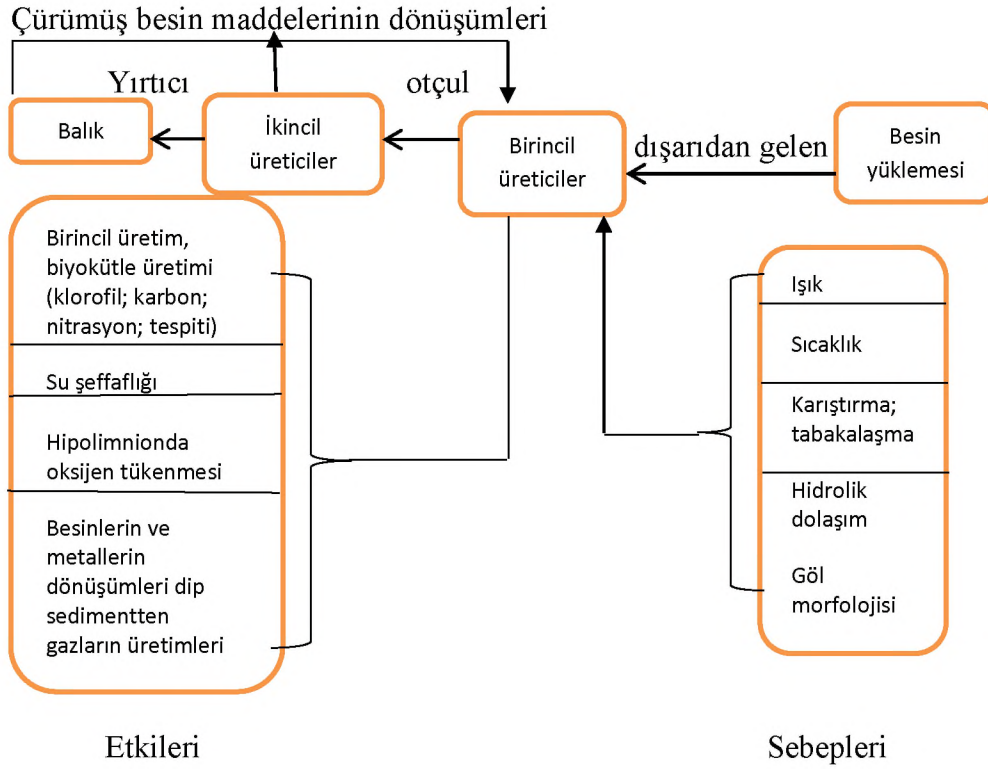 Çürümüş besin maddelerinin dönüşümleri
Yırtıcı
otçul
Balık
İkincil
üreticiler
Birincil
üreticiler
dışarıdan gelen
Besin
yüklemesi
Birincil üretim,
biyokütle üretimi
(klorofil; karbon;
nitrasyon; tespiti)
Su şeffaflığı
Hipolimnionda
oksijen tükenmesi
Besinlerin ve
metallerin
dönüşümleri dip
sedimentten
gazların üretimleri
Işık
Sıcaklık
Karıştırma;
tabakalaşma
Hidrolik
dolaşım
Göl
morfolojisi
Etkileri
Sebepleri